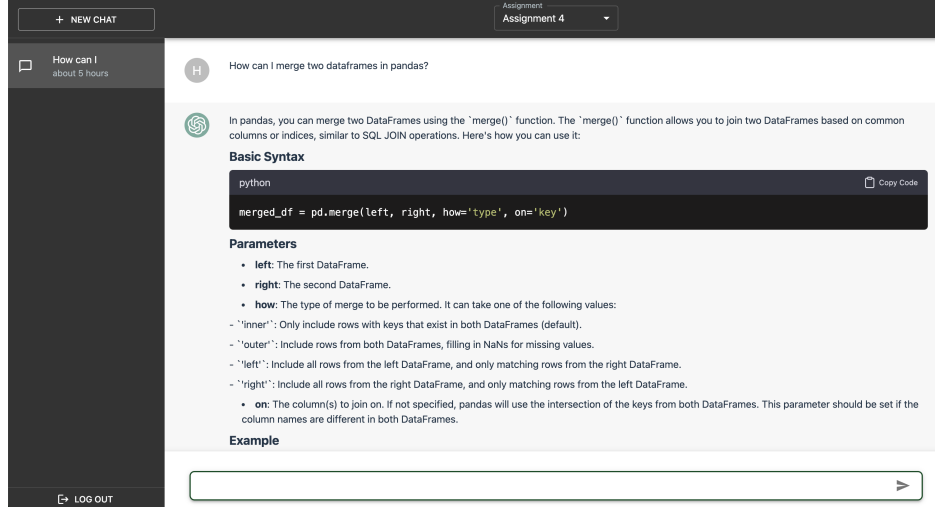 + NEW CHAT
Assignment
Assignment 4
How can I
about 5 hours
H
How can I merge two dataframes in pandas?
In pandas, you can merge two DataFrames using the `merge()` function. The `merge()` function allows you to join two DataFrames based on common
columns or indices, similar to SQL JOIN operations. Here's how you can use it:
Basic Syntax
python
Copy Code
merged_df = pd.merge(left, right, how='type', on='key')
Parameters
• left: The first DataFrame.
• right: The second DataFrame.
• how: The type of merge to be performed. It can take one of the following values:
- `'inner'`: Only include rows with keys that exist in both DataFrames (default).
- `'outer'`: Include rows from both DataFrames, filling in NaNs for missing values.
- `'left'`: Include all rows from the left DataFrame, and only matching rows from the right DataFrame.
- `'right'`: Include all rows from the right DataFrame, and only matching rows from the left DataFrame.
• on: The column(s) to join on. If not specified, pandas will use the intersection of the keys from both DataFrames. This parameter should be set if the
column names are different in both DataFrames.
Example
LOG OUT